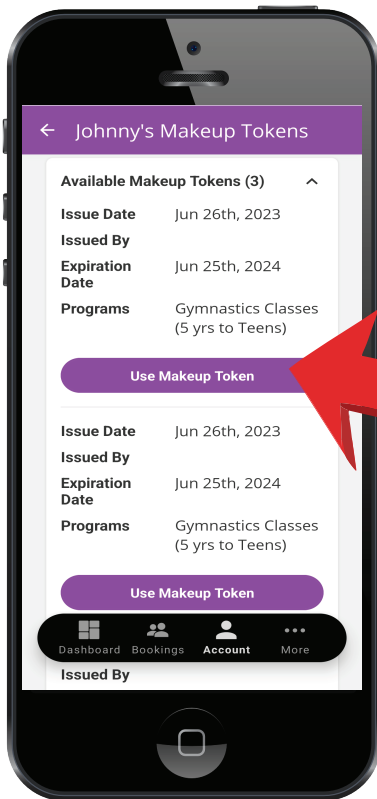 Johnny's Makeup Tokens
Available Makeup Tokens (3)
Issue Date Jun 26th, 2023
Issued By
Expiration Date Jun 25th, 2024
Programs Gymnastics Classes
(5 yrs to Teens)
Use Makeup Token
Issue Date Jun 26th, 2023
Issued By
Expiration Date Jun 25th, 2024
Programs Gymnastics Classes
(5 yrs to Teens)
Use Makeup Token
Dashboard Bookings Account More
Issued By